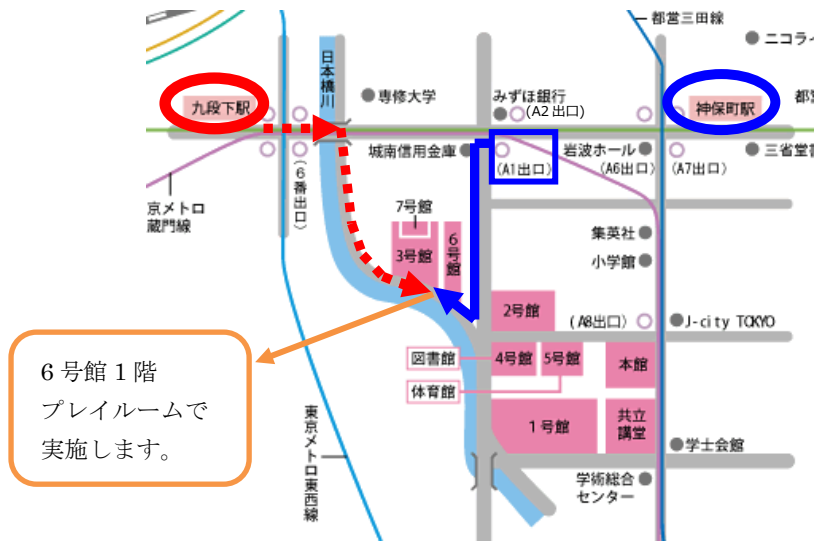 都営三田線
ニコライ
日本橋川
九段下駅
専修大学
みずほ銀行
(A2出口)
神保町駅
都営
城南信用金庫
(A1出口)
岩波ホール
(A6出口)
(A7出口)
三省堂書
(6番出口)
京メトロ
蔵門線
7号館
3号館
6号館
集英社
小学館
2号館
(A8出口)
J-city TOKYO
図書館
4号館
5号館
本館
体育館
1号館
共立
講堂
学士会館
学術総合
センター
東京メトロ東西線
6号館1階
プレイルームで
実施します。